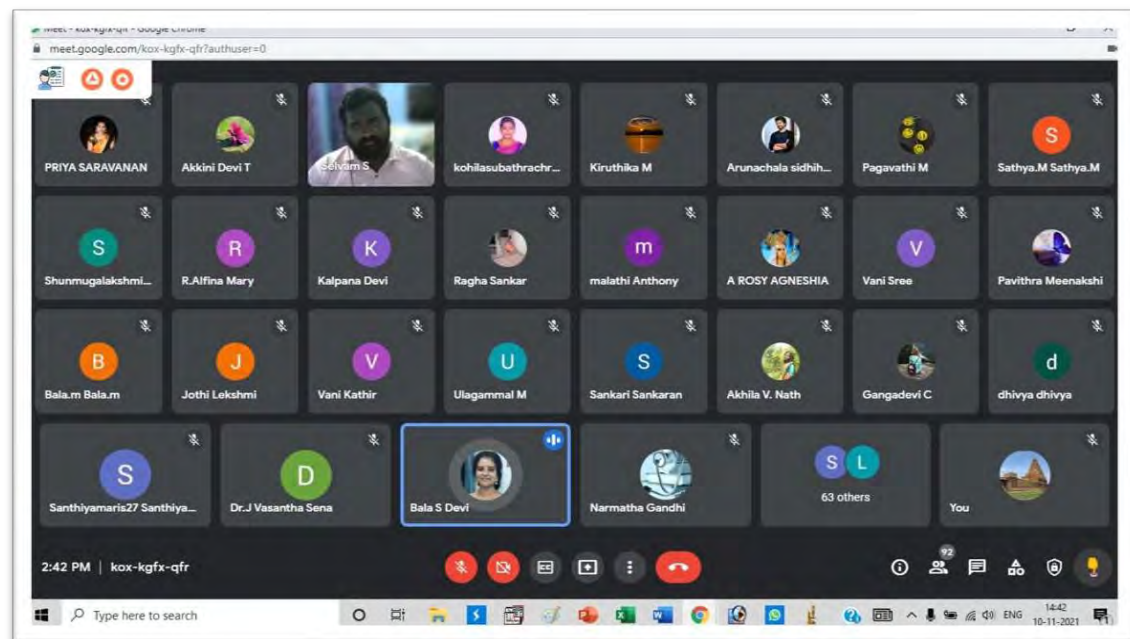 Meet - kox-kgfx-qfr - Google Chrome
meet.google.com/kox-kgfx-qfr?authuser=0
PRIYA SARAVANAN
Akkini Devi T
Selvam S
kohilasubathrachr...
Kiruthika M
Arunachala sidhih...
Pagavathi M
S
Sathya.M Sathya.M
S
Shunmugalakshmi...
R
R.Alfina Mary
K
Kalpana Devi
Ragha Sankar
m
malathi Anthony
A ROSY AGNESHIA
V
Vani Sree
Pavithra Meenakshi
B
Bala.m Bala.m
J
Jothi Lekshmi
V
Vani Kathir
U
Ulagammal M
S
Sankari Sankaran
Akhila V. Nath
Gangadevi C
d
dhivya dhivya
S
Santhiyamaris27 Santhiya...
D
Dr.J Vasantha Sena
Bala S Devi
Narmatha Gandhi
S L
63 others
You
2:42 PM | kox-kgfx-qfr
92
Type here to search
ENG
14:42
10-11-2021